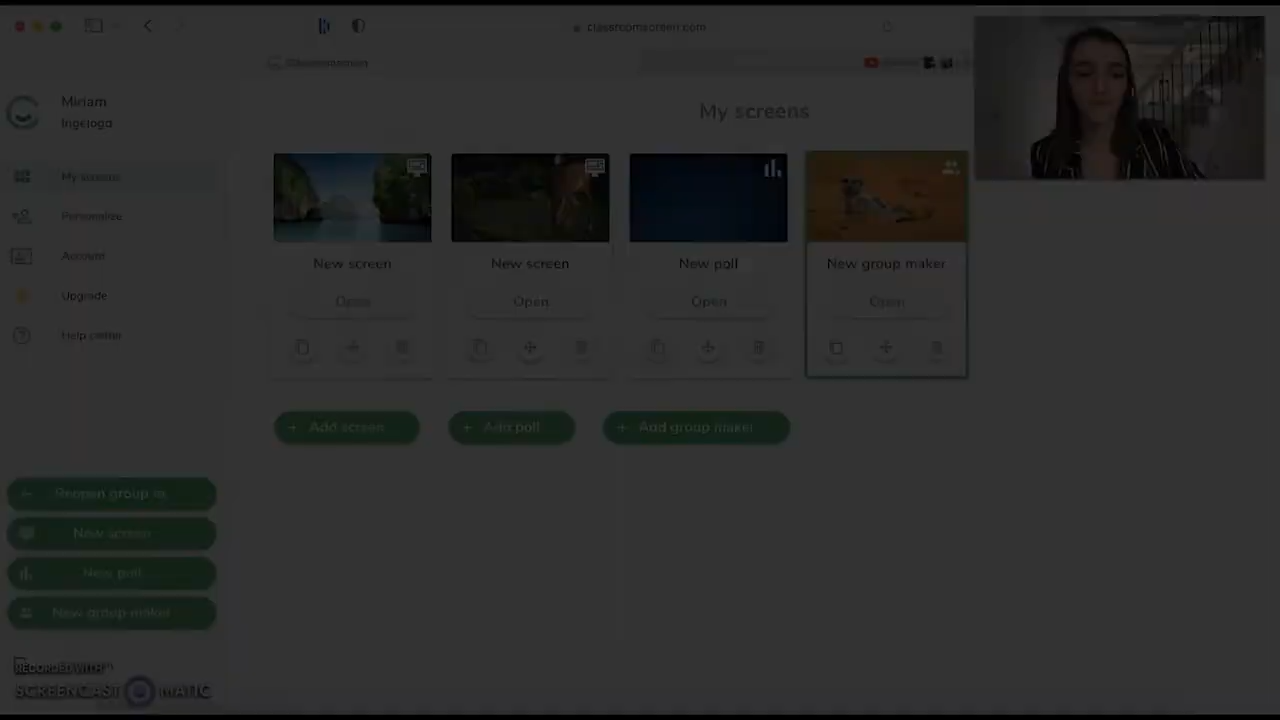 classroomscreen.com
Miriam
Ingeloga
My screens
My screens
Personalize
Account
Upgrade
Help center
New screen
New screen
New poll
New group maker
Open
Open
Open
Open
+ Add screen
+ Add poll
+ Add group maker
Reopen group m
New screen
New poll
New group maker
RECORDED WITH
SCREENCAST MATIC